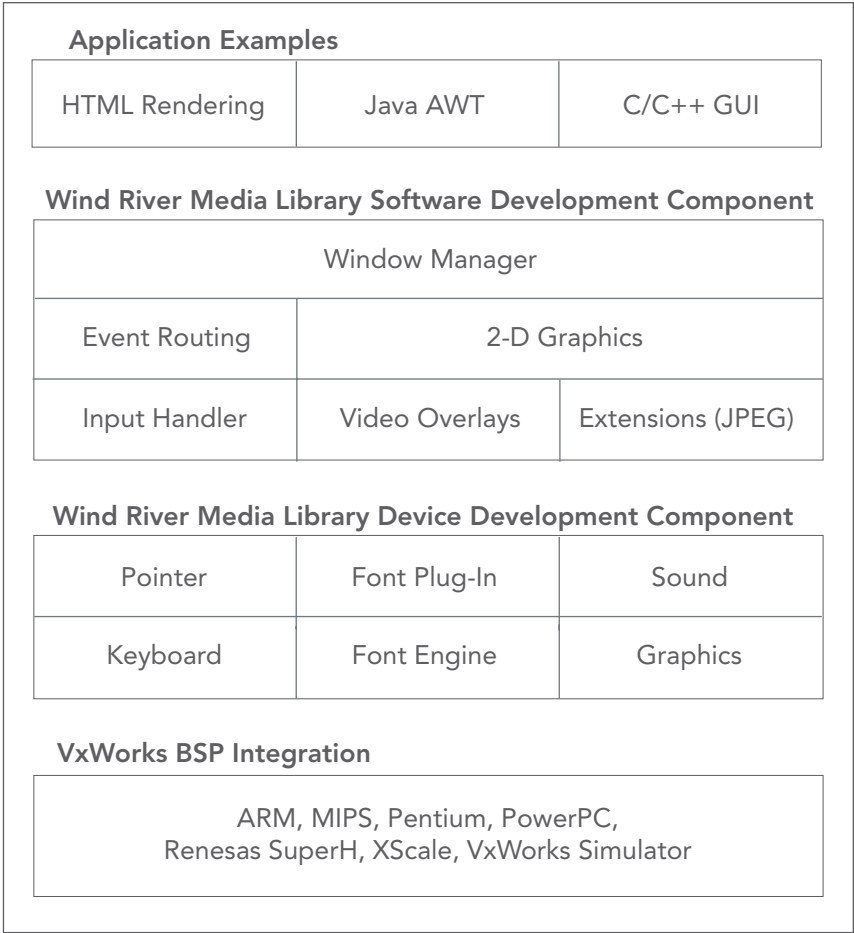 Application Examples
HTML Rendering
Java AWT
C/C++ GUI
Wind River Media Library Software Development Component
Window Manager
Event Routing
2-D Graphics
Input Handler
Video Overlays
Extensions (JPEG)
Wind River Media Library Device Development Component
Pointer
Font Plug-In
Sound
Keyboard
Font Engine
Graphics
VxWorks BSP Integration
ARM, MIPS, Pentium, PowerPC,
Renesas SuperH, XScale, VxWorks Simulator